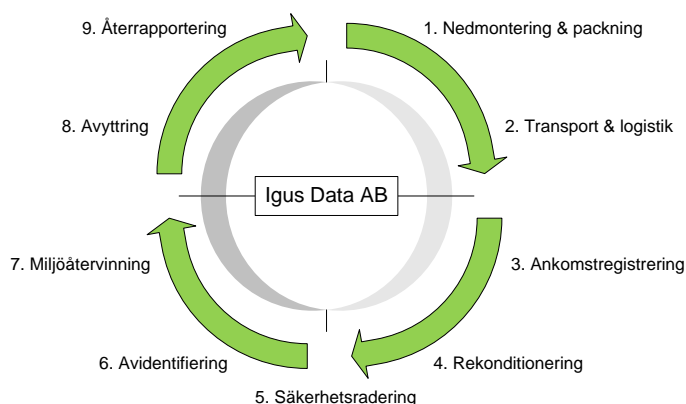 9. Återrapportering
1. Nedmontering & packning
8. Avyttring
2. Transport & logistik
Igus Data AB
7. Miljöåtervinning
3. Ankomstregistrering
6. Avidentifiering
4. Rekonditionering
5. Säkerhetsradering